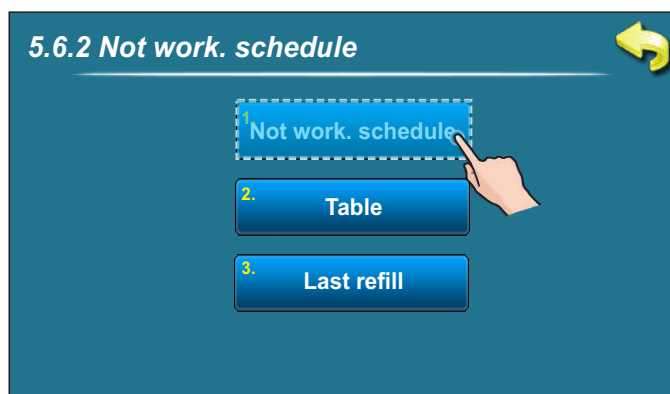 5.6.2 Not work. schedule
1.
Not work. schedule
2.
Table
3.
Last refill